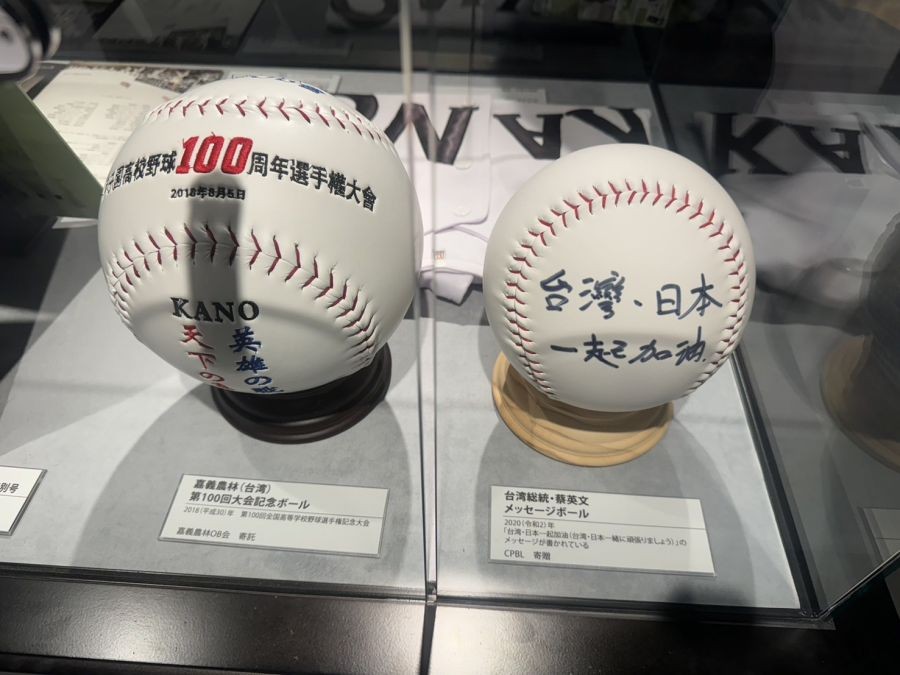 国高校野球100周年選手權大會
2018年8月5日
KANO
天下の
英雄の
台灣、日本
一起加油.
嘉義農林(台湾)
第100回大会記念ボール
2018(平成30)年 第100回全国高等学校野球選手権記念大会
嘉義農林OB会 寄託
台湾総統・蔡英文
メッセージボール
2020(令和2)年
「台湾・日本一起加油(台湾・日本一緒に頑張りましょう)」の
メッセージが書かれている
CPBL 寄贈
別号